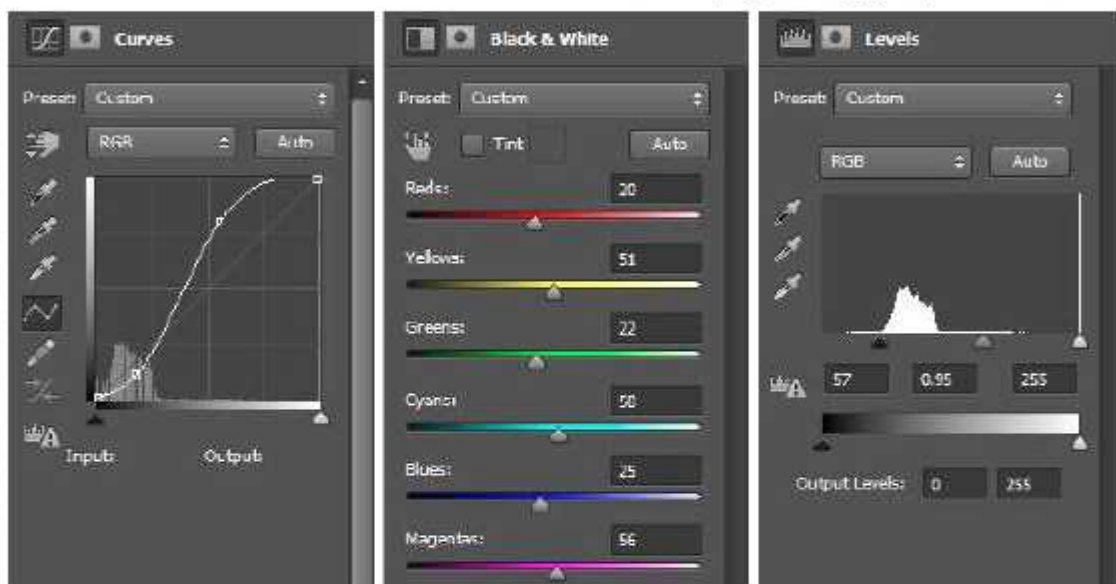 Curves
Preset: Custom
RGB Auto
Input: Output:
Black & White
Preset: Custom
Tint Auto
Reds: 20
Yellows: 51
Greens: 22
Cyans:
Blues: 25
Magentas: 56
Levels
Preset: Custom
RGB Auto
57 0.95 255
Output Levels: 0 255